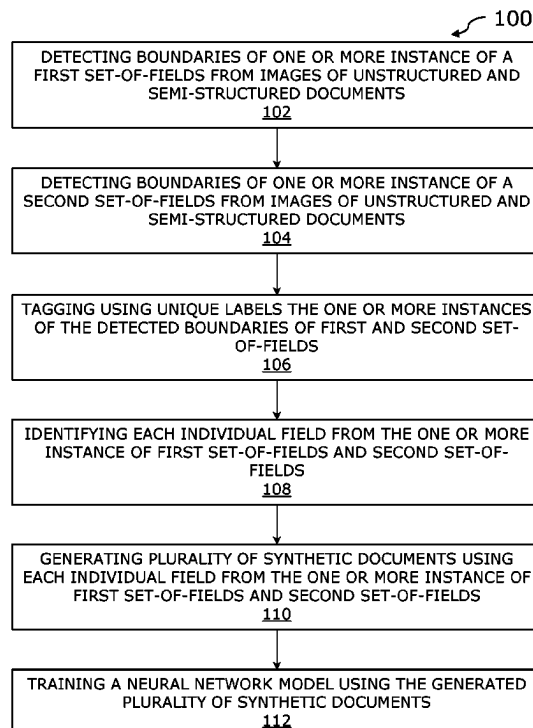 100
DETECTING BOUNDARIES OF ONE OR MORE INSTANCE OF A
FIRST SET-OF-FIELDS FROM IMAGES OF UNSTRUCTURED AND
SEMI-STRUCTURED DOCUMENTS
102
DETECTING BOUNDARIES OF ONE OR MORE INSTANCE OF A
SECOND SET-OF-FIELDS FROM IMAGES OF UNSTRUCTURED AND
SEMI-STRUCTURED DOCUMENTS
104
TAGGING USING UNIQUE LABELS THE ONE OR MORE INSTANCES
OF THE DETECTED BOUNDARIES OF FIRST AND SECOND SET-
OF-FIELDS
106
IDENTIFYING EACH INDIVIDUAL FIELD FROM THE ONE OR MORE
INSTANCE OF FIRST SET-OF-FIELDS AND SECOND SET-OF-
FIELDS
108
GENERATING PLURALITY OF SYNTHETIC DOCUMENTS USING
EACH INDIVIDUAL FIELD FROM THE ONE OR MORE INSTANCE OF
FIRST SET-OF-FIELDS AND SECOND SET-OF-FIELDS
110
TRAINING A NEURAL NETWORK MODEL USING THE GENERATED
PLURALITY OF SYNTHETIC DOCUMENTS
112